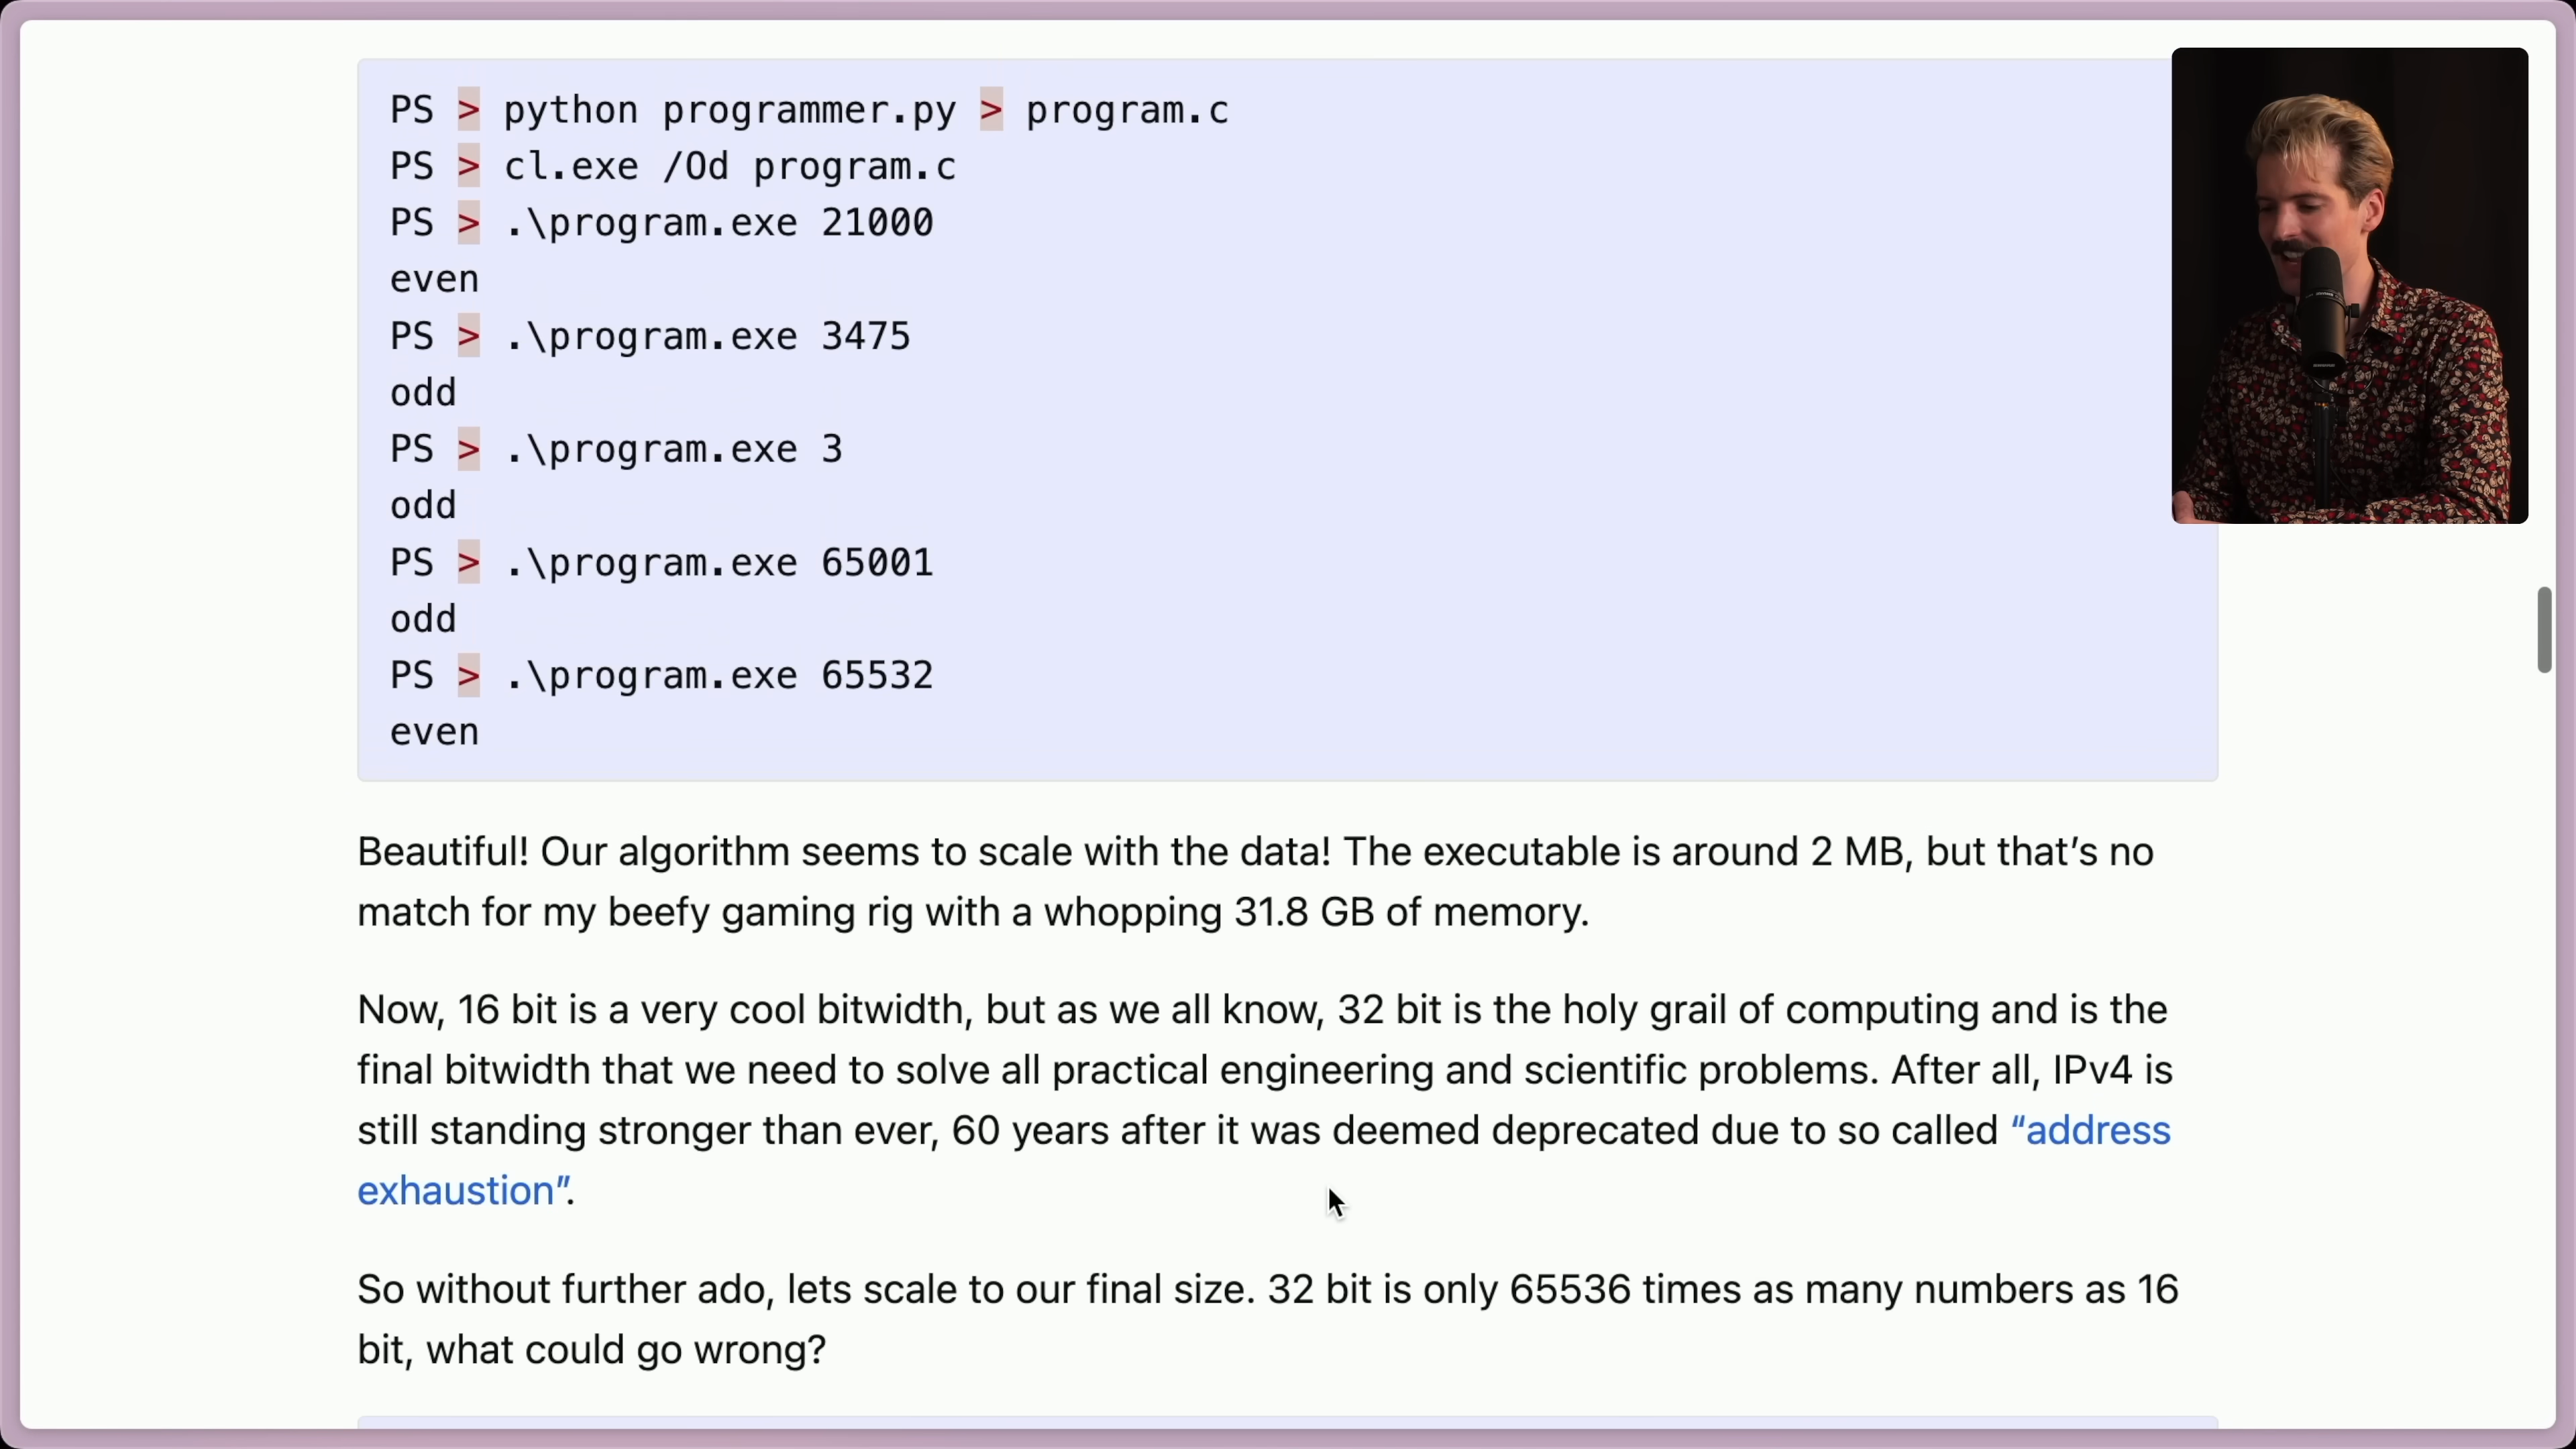 PS > python programmer.py > program.c
PS > cl.exe /Od program.c
PS > .\program.exe 21000
even
PS > .\program.exe 3475
odd
PS > .\program.exe 3
odd
PS > .\program.exe 65001
odd
PS > .\program.exe 65532
even
Beautiful! Our algorithm seems to scale with the data! The executable is around 2 MB, but that’s no
match for my beefy gaming rig with a whopping 31.8 GB of memory.
Now, 16 bit is a very cool bitwidth, but as we all know, 32 bit is the holy grail of computing and is the
final bitwidth that we need to solve all practical engineering and scientific problems. After all, IPv4 is
still standing stronger than ever, 60 years after it was deemed deprecated due to so called “address
exhaustion”.
So without further ado, lets scale to our final size. 32 bit is only 65536 times as many numbers as 16
bit, what could go wrong?